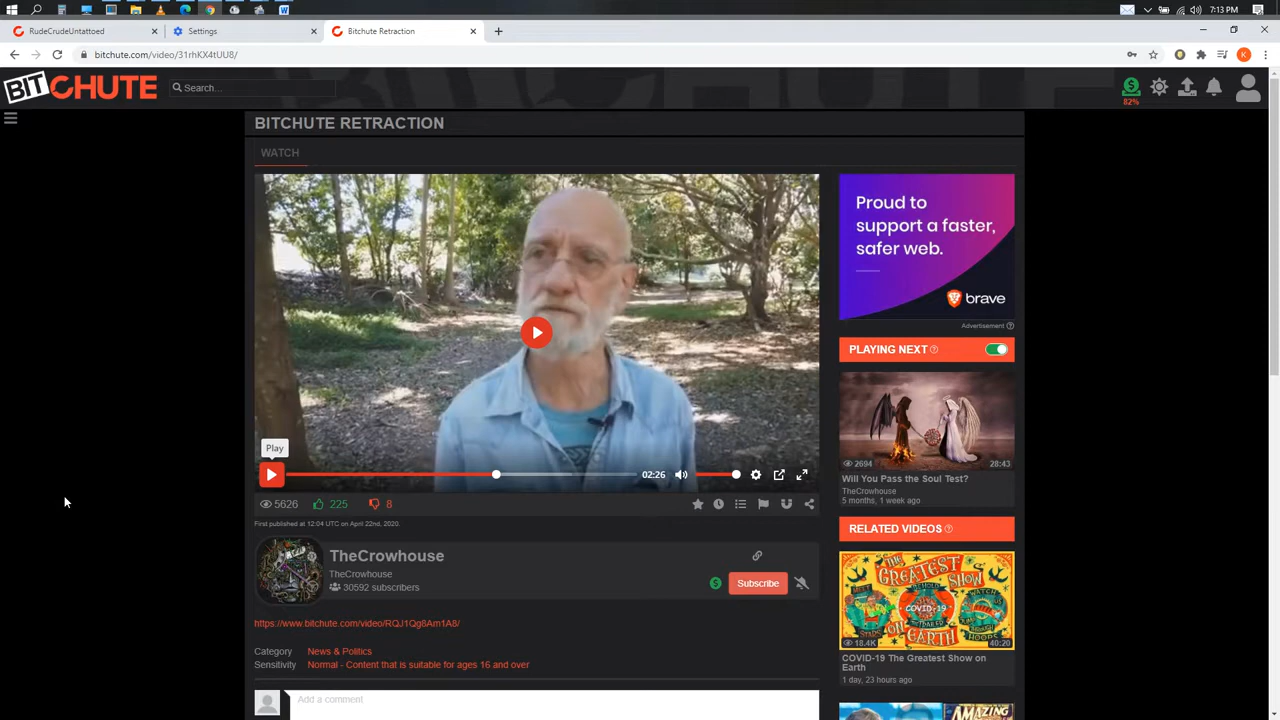 7:13 PM
RudeCrudeUntattoed
Settings
Bitchute Retraction
bitchute.com/video/31rhKX4tUU8/
K
BITCHUTE
Search...
82%
BITCHUTE RETRACTION
WATCH
Play
02:26
5626 225 8
First published at 12:04 UTC on April 22nd, 2020.
TheCrowhouse
TheCrowhouse
30592 subscribers
Subscribe
https://www.bitchute.com/video/RQJ1Qg8Am1A8/
Category News & Politics
Sensitivity Normal - Content that is suitable for ages 16 and over
Add a comment
Proud to
support a faster,
safer web.
brave
Advertisement
PLAYING NEXT
2694 28:43
Will You Pass the Soul Test?
TheCrowhouse
5 months, 1 week ago
RELATED VIDEOS
THE GREATEST
SHOW
COVID-19
ON EARTH
18.4K 40:20
COVID-19 The Greatest Show on
Earth
1 day, 23 hours ago
AMAZING